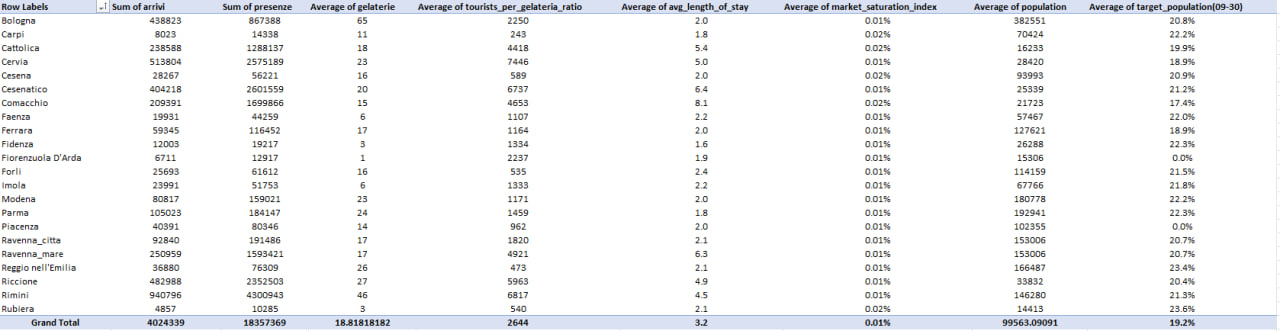 Row Labels Sum of arrivi Sum of presenze Average of gelaterie Average of tourists_per_gelateria_ratio Average of avg_length_of_stay Average of market_saturation_index Average of population Average of target_population(09-30)
Bologna 438823 867388 65 2250 2.0 0.01% 382551 20.8%
Carpi 8023 14338 11 243 1.8 0.02% 70424 22.2%
Cattolica 238588 1288137 18 4418 5.4 0.02% 16233 19.9%
Cervia 513804 2575189 23 7446 5.0 0.01% 28420 18.9%
Cesena 28267 56221 16 589 2.0 0.02% 93993 20.9%
Cesenatico 404218 2601559 20 6737 6.4 0.01% 25339 21.2%
Comacchio 209391 1699866 15 4653 8.1 0.02% 21723 17.4%
Faenza 19931 44259 6 1107 2.2 0.01% 57467 22.0%
Ferrara 59345 116452 17 1164 2.0 0.01% 127621 18.9%
Fidenza 12003 19217 3 1334 1.6 0.01% 26288 22.3%
Fiorenzuola D'Arda 6711 12917 1 2237 1.9 0.01% 15306 0.0%
Forli 25693 61612 16 535 2.4 0.01% 114159 21.5%
Imola 23991 51753 6 1333 2.2 0.01% 67766 21.8%
Modena 80817 159021 23 1171 2.0 0.01% 180778 22.2%
Parma 105023 184147 24 1459 1.8 0.01% 192941 22.3%
Piacenza 40391 80346 14 962 2.0 0.01% 102355 0.0%
Ravenna_citta 92840 191486 17 1820 2.1 0.01% 153006 20.7%
Ravenna_mare 250959 1593421 17 4921 6.3 0.01% 153006 20.7%
Reggio nell'Emilia 36880 76309 26 473 2.1 0.01% 166487 23.4%
Riccione 482988 2352503 27 5963 4.9 0.01% 33832 20.4%
Rimini 940796 4300943 46 6817 4.5 0.01% 146280 21.3%
Rubiera 4857 10285 3 540 2.1 0.02% 14413 23.6%
Grand Total 4024339 18357369 18.81818182 2644 3.2 0.01% 99563.09091 19.2%